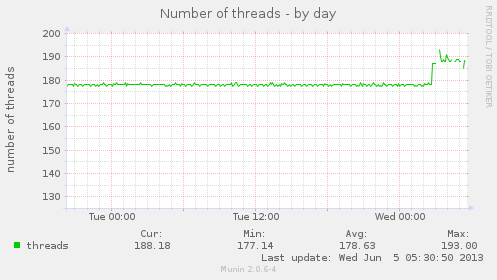 Number of threads - by day
RRDTOOL / TOBI OETIKER
number of threads
200
190
180
170
160
150
140
130
Tue 00:00 Tue 12:00 Wed 00:00
Cur: Min: Avg: Max:
threads 188.18 177.14 178.63 193.00
Last update: Wed Jun 5 05:30:50 2013
Munin 2.0.6-4